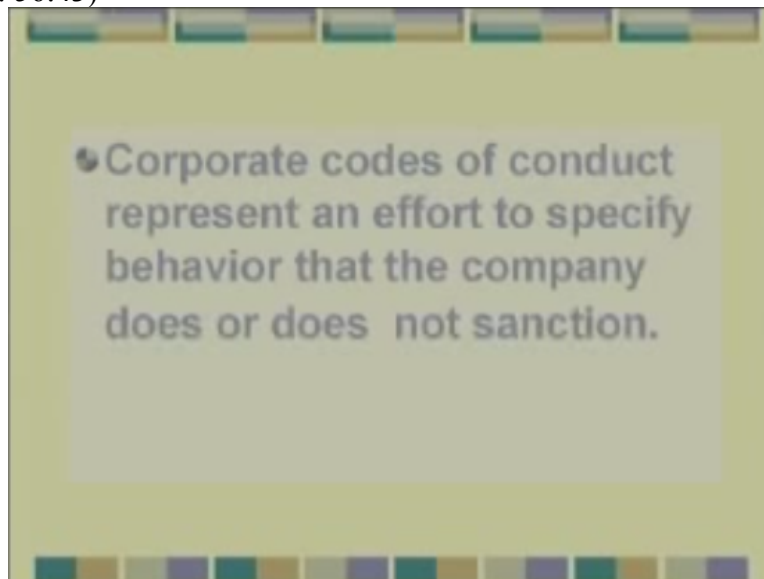 Corporate codes of conduct
represent an effort to specify
behavior that the company
does or does not sanction.